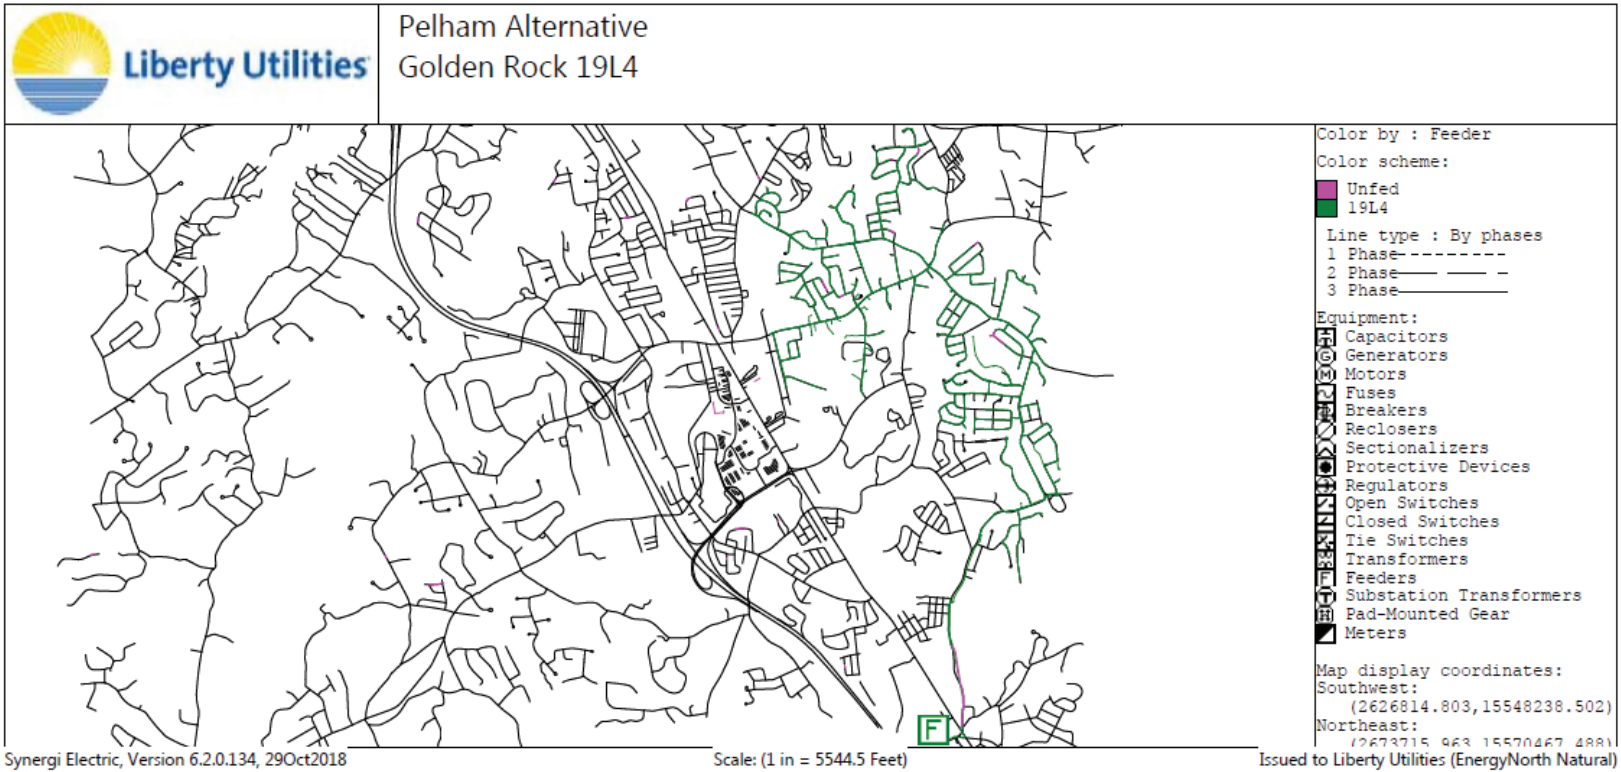 Liberty Utilities
Pelham Alternative
Golden Rock 19L4
Color by : Feeder
Color scheme:
Unfed
19L4
Line type : By phases
1 Phase
2 Phase
3 Phase
Equipment:
Capacitors
G Generators
M Motors
Fuses
Breakers
Reclosers
Sectionalizers
Protective Devices
Regulators
Open Switches
Closed Switches
Tie Switches
Transformers
F Feeders
T Substation Transformers
Pad-Mounted Gear
Meters
Map display coordinates:
Southwest:
(2626814.803,15548238.502)
Northeast:
(2673715.963,15570467.488)
F
Synergi Electric, Version 6.2.0.134, 29Oct2018
Scale: (1 in = 5544.5 Feet)
Issued to Liberty Utilities (EnergyNorth Natural)